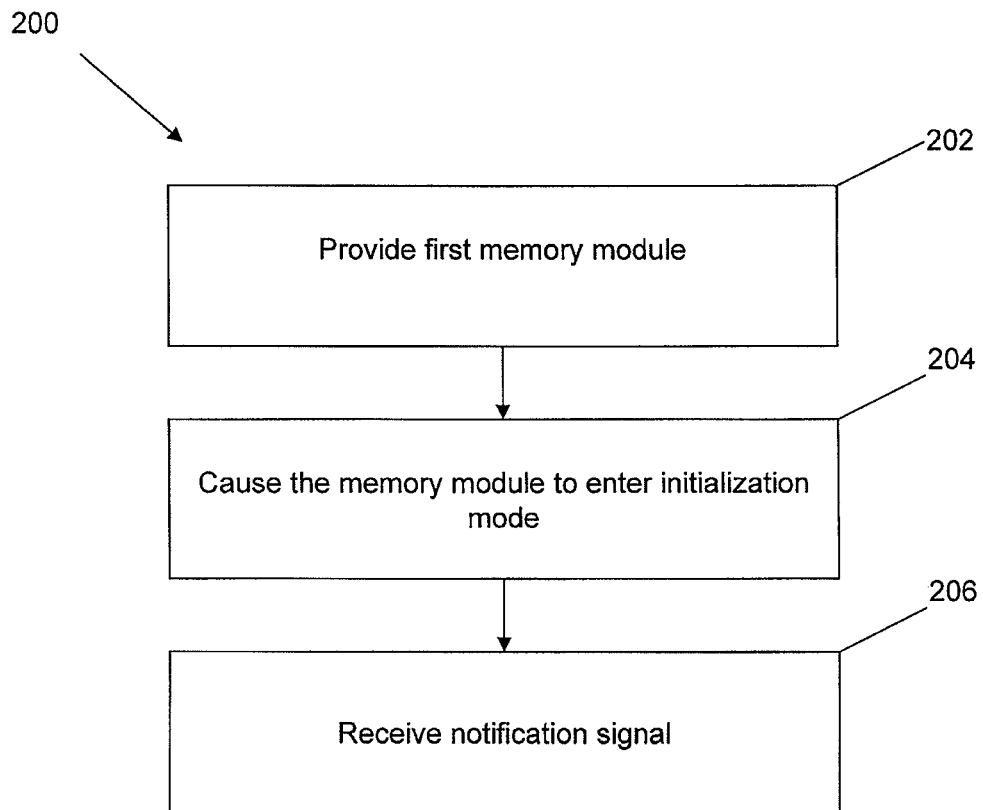 200
202
Provide first memory module
204
Cause the memory module to enter initialization
mode
206
Receive notification signal